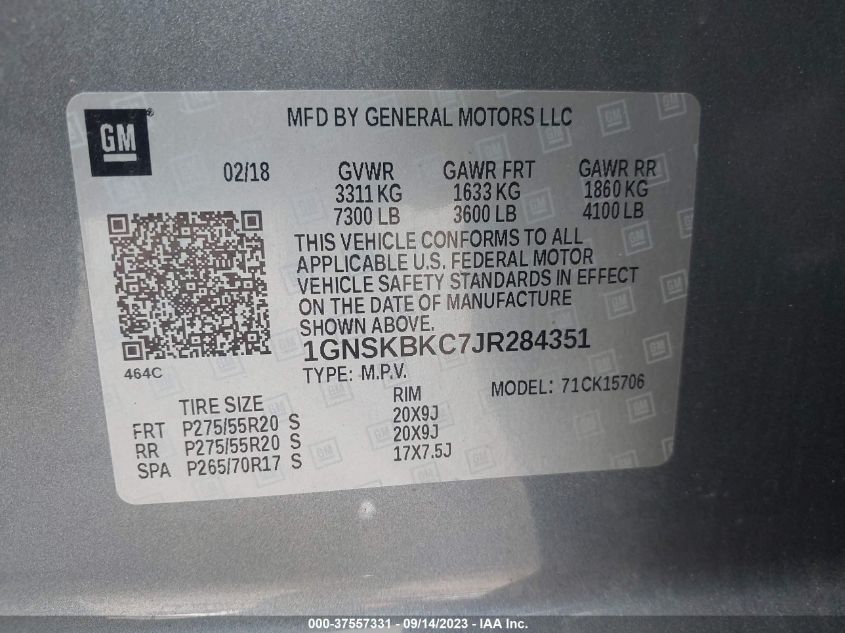 GM
MFD BY GENERAL MOTORS LLC
02/18 GVWR GAWR FRT GAWR RR
3311 KG 1633 KG 1860 KG
7300 LB 3600 LB 4100 LB
THIS VEHICLE CONFORMS TO ALL
APPLICABLE U.S. FEDERAL MOTOR
VEHICLE SAFETY STANDARDS IN EFFECT
ON THE DATE OF MANUFACTURE
SHOWN ABOVE.
1GNSKBKC7JR284351
464C
TYPE: M.P.V. MODEL: 71CK15706
TIRE SIZE RIM
FRT P275/55R20 S 20X9J
RR P275/55R20 S 20X9J
SPA P265/70R17 S 17X7.5J
000-37557331 - 09/14/2023 - IAA Inc.